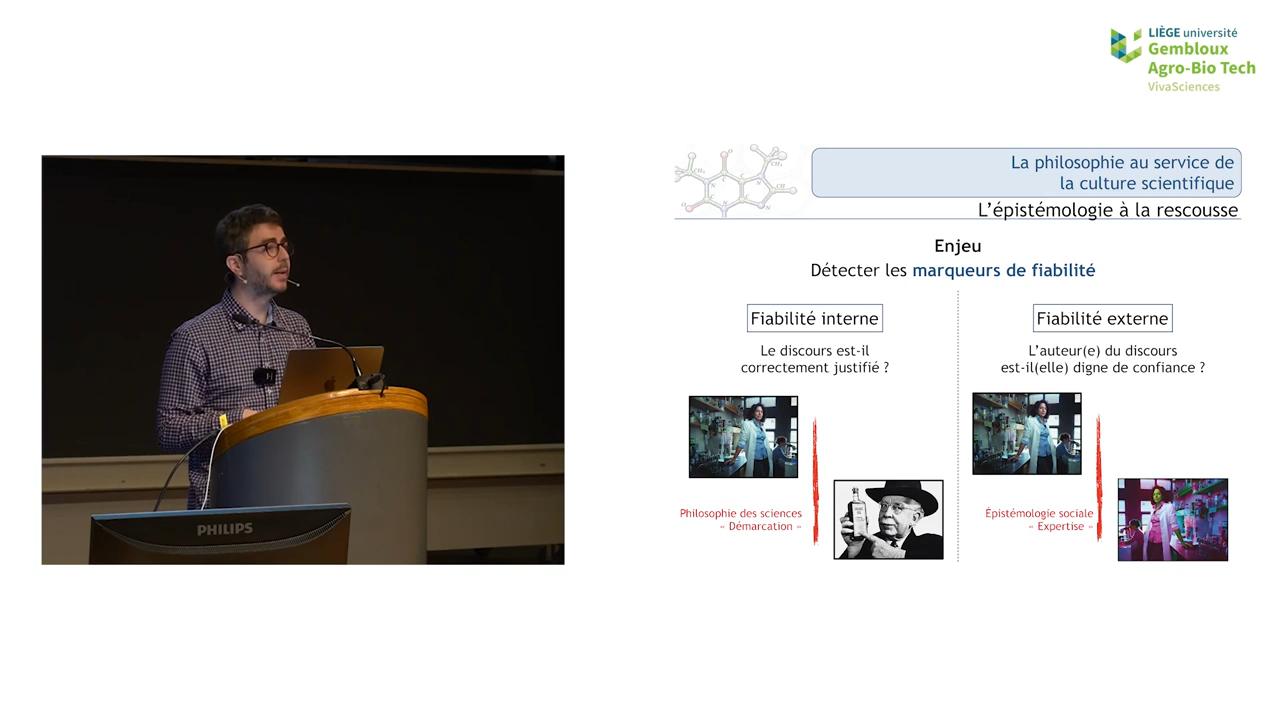 LIÈGE université
Gembloux
Agro-Bio Tech
VivaSciences
La philosophie au service de
la culture scientifique
L'épistémologie à la rescousse
Enjeu
Détecter les marqueurs de fiabilité
Fiabilité interne
Le discours est-il
correctement justifié ?
Philosophie des sciences
« Démarcation »
Fiabilité externe
L'auteur(e) du discours
est-il(elle) digne de confiance ?
Épistémologie sociale
« Expertise »
PHILIPS